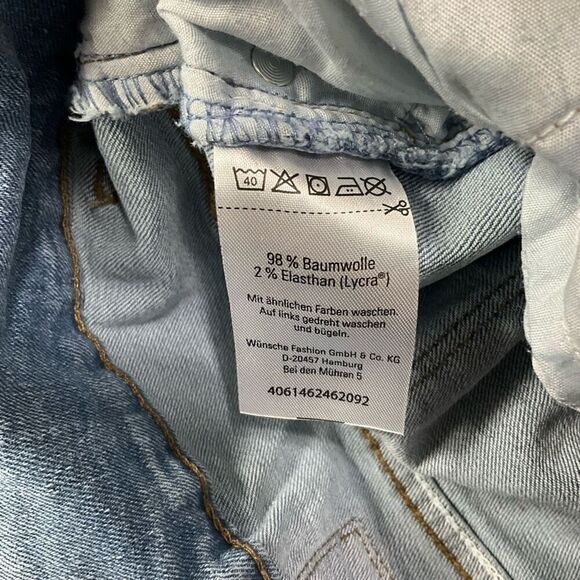 40
98 % Baumwolle
2 % Elasthan (Lycra®)
Mit ähnlichen Farben waschen.
Auf links gedreht waschen
und bügeln.
Wünsche Fashion GmbH & Co. KG
D-20457 Hamburg
Bei den Mühren 5
4061462462092